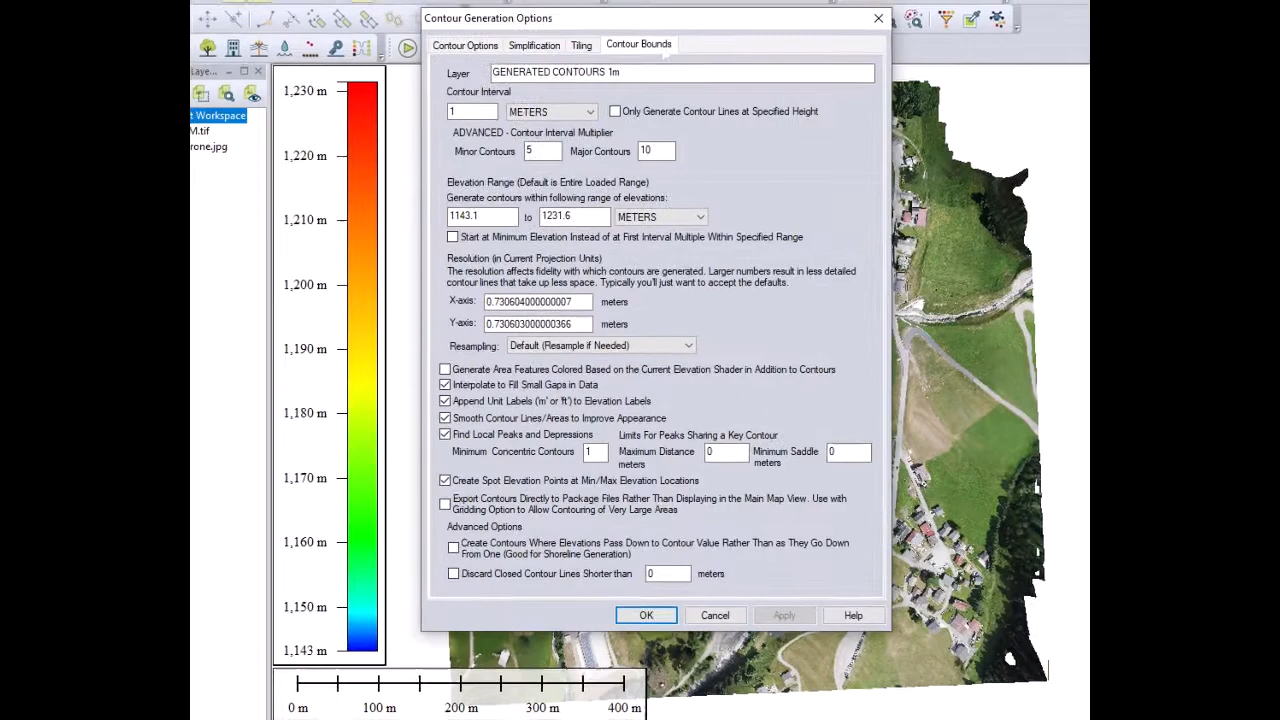 Contour Generation Options
Contour Options Simplification Tiling Contour Bounds
Layer GENERATED CONTOURS 1m
Contour Interval
1 METERS Only Generate Contour Lines at Specified Height
ADVANCED - Contour Interval Multiplier
Minor Contours 5 Major Contours 10
Elevation Range (Default is Entire Loaded Range)
Generate contours within following range of elevations:
1143.1 to 1231.6 METERS
Start at Minimum Elevation Instead of at First Interval Multiple Within Specified Range
Resolution (in Current Projection Units)
The resolution affects fidelity with which contours are generated. Larger numbers result in less detailed
contour lines that take up less space. Typically you'll just want to accept the defaults.
X-axis: 0.730604000000007 meters
Y-axis: 0.730603000000366 meters
Resampling: Default (Resample if Needed)
Generate Area Features Colored Based on the Current Elevation Shader in Addition to Contours
Interpolate to Fill Small Gaps in Data
Append Unit Labels ('m' or 'ft') to Elevation Labels
Smooth Contour Lines/Areas to Improve Appearance
Find Local Peaks and Depressions Limits For Peaks Sharing a Key Contour
Minimum Concentric Contours 1 Maximum Distance 0 Minimum Saddle 0
meters meters
Create Spot Elevation Points at Min/Max Elevation Locations
Export Contours Directly to Package Files Rather Than Displaying in the Main Map View. Use with
Gridding Option to Allow Contouring of Very Large Areas
Advanced Options
Create Contours Where Elevations Pass Down to Contour Value Rather Than as They Go Down
From One (Good for Shoreline Generation)
Discard Closed Contour Lines Shorter than 0 meters
OK Cancel Apply Help
Laye...
t Workspace
M.tif
rone.jpg
1,230 m
1,220 m
1,210 m
1,200 m
1,190 m
1,180 m
1,170 m
1,160 m
1,150 m
1,143 m
0 m 100 m 200 m 300 m 400 m